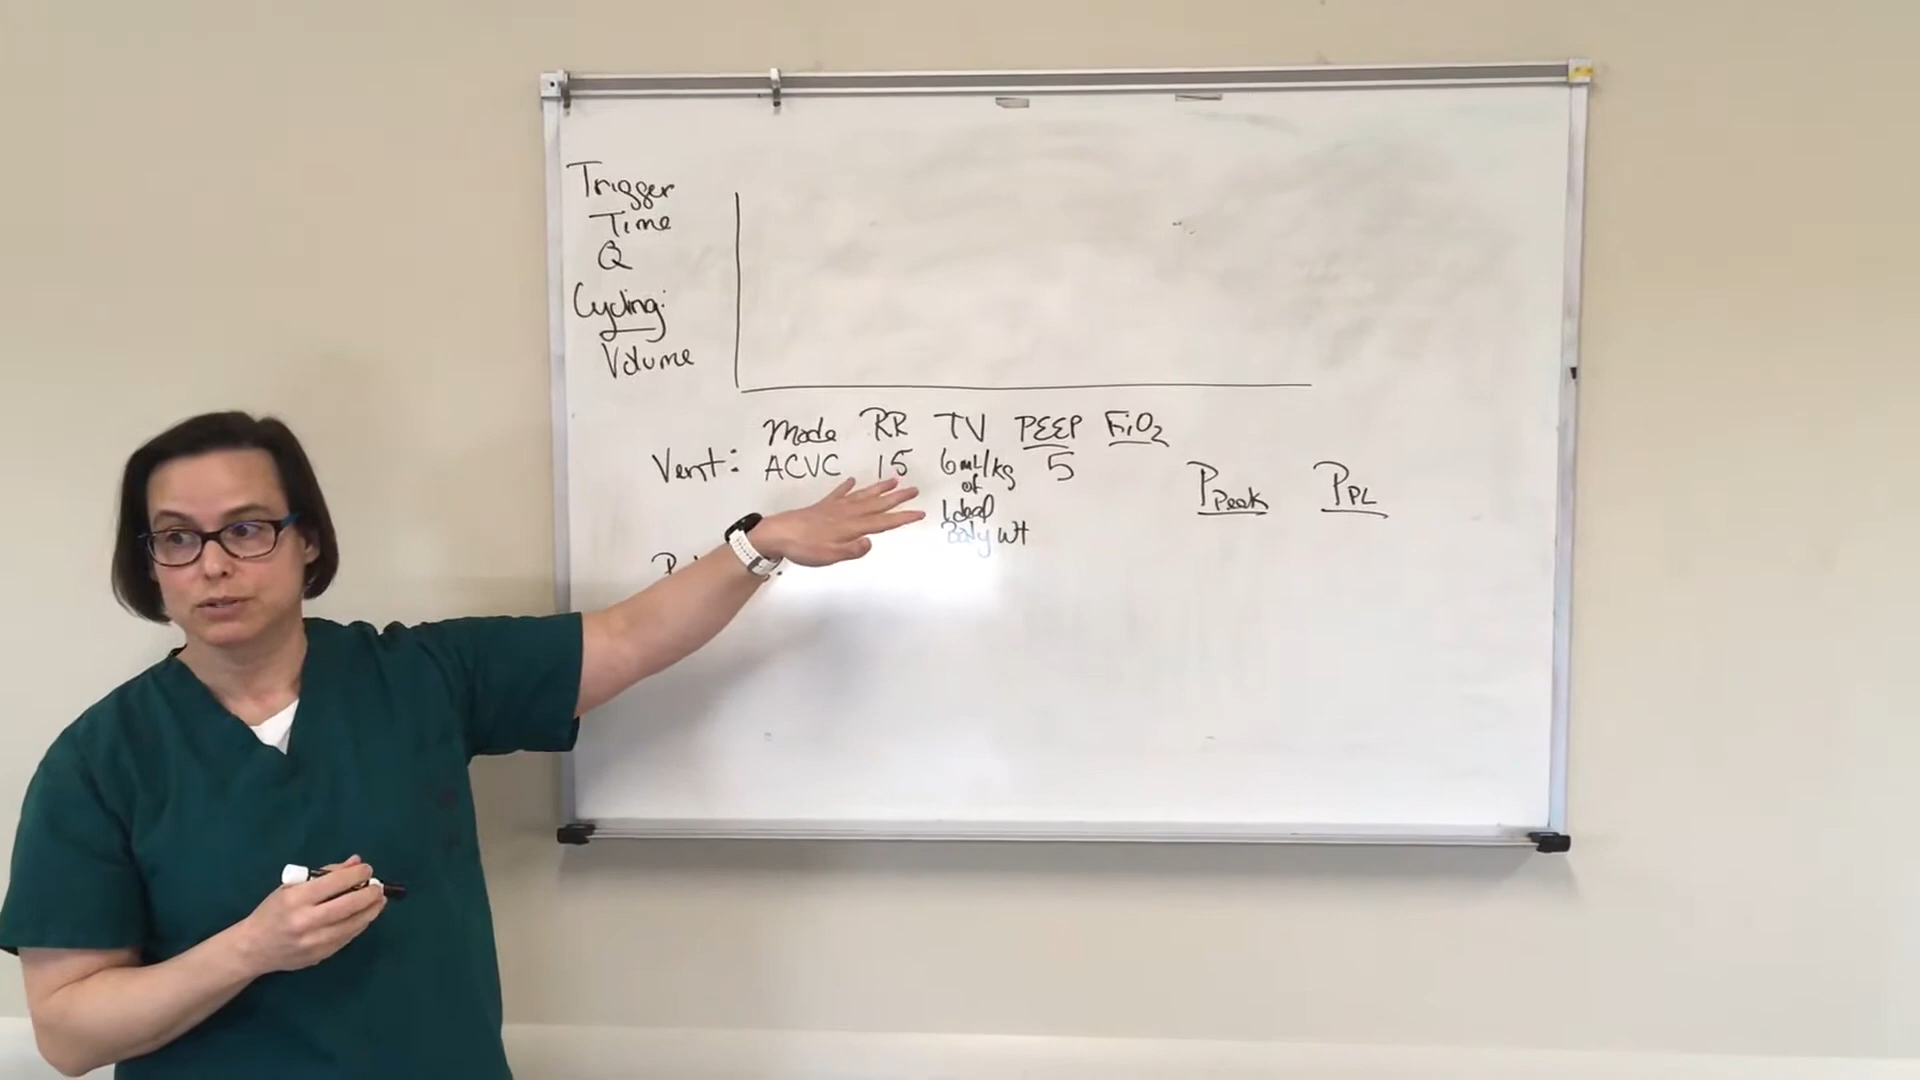 Trigger
Time
Q
Cycling:
Volume
Mode RR TV PEEP FiO2
Vent: ACVC 15 6mL/kg 5
of
Ideal
Body Wt
PPeak PPL